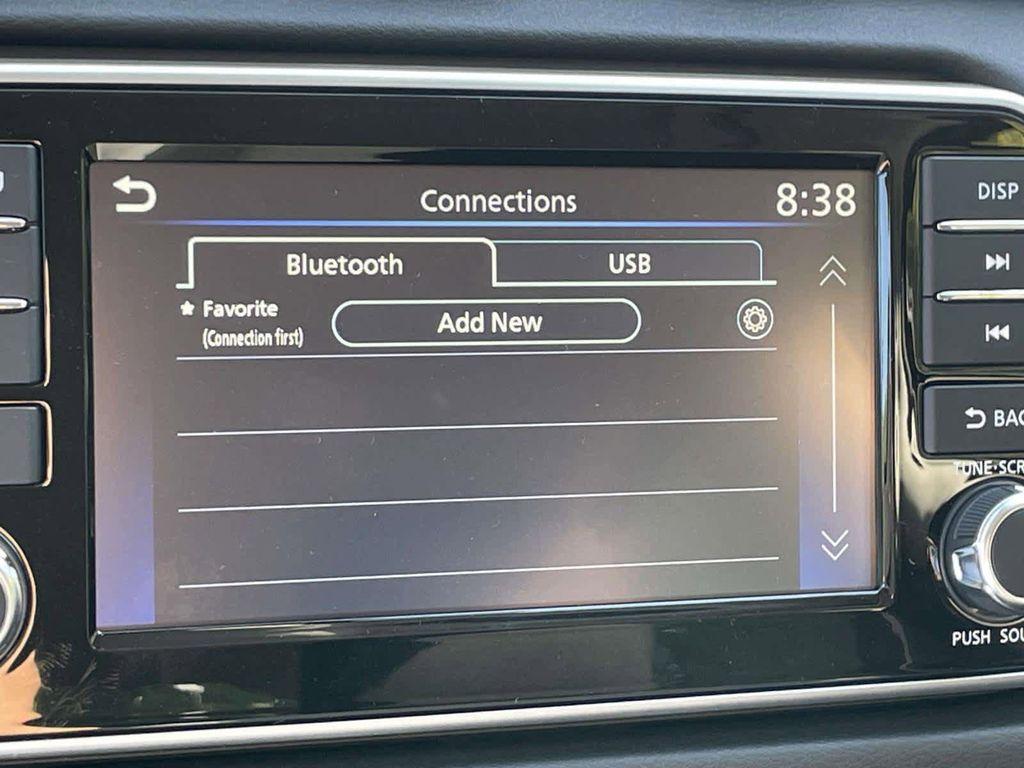 Connections
8:38
DISP
Bluetooth
USB
★ Favorite
(Connection first)
Add New
BAC
TUNE·SCR
PUSH SOU